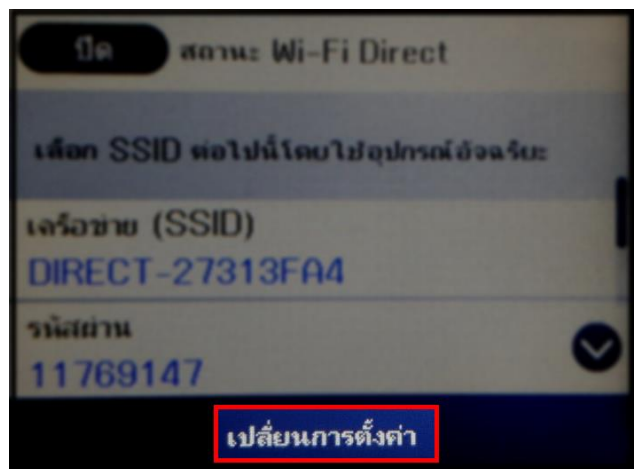 ปิด สถานะ Wi-Fi Direct
เลือก SSID ต่อไปนี้โดยใช้อุปกรณ์อัจฉริยะ
เครือข่าย (SSID)
DIRECT-27313FA4
รหัสผ่าน
11769147
เปลี่ยนการตั้งค่า